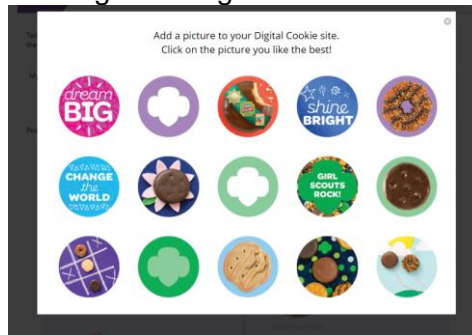 Add a picture to your Digital Cookie site.
Click on the picture you like the best!
dream
BIG
shine
BRIGHT
CHANGE
the
WORLD
GIRL
SCOUTS
ROCK!